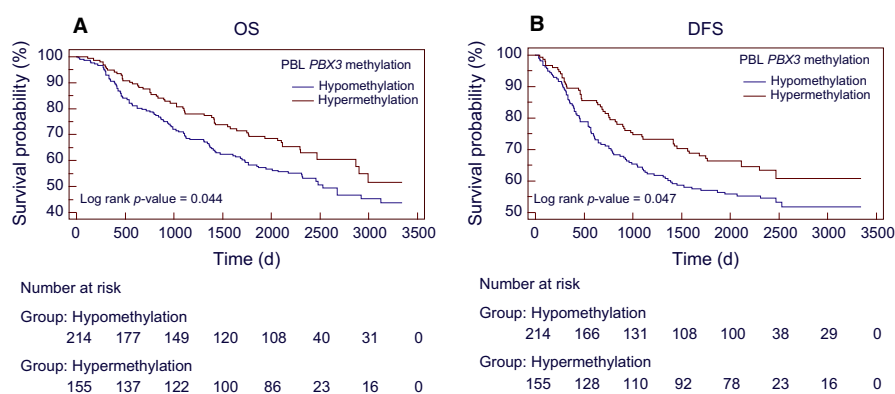 A
OS
100
90
80
70
60
50
40
Survival probability (%)
PBL PBX3 methylation
Hypomethylation
Hypermethylation
Log rank p-value = 0.044
0 500 1000 1500 2000 2500 3000 3500
Time (d)
Number at risk
Group: Hypomethylation
214 177 149 120 108 40 31 0
Group: Hypermethylation
155 137 122 100 86 23 16 0
B
DFS
100
90
80
70
60
50
Survival probability (%)
PBL PBX3 methylation
Hypomethylation
Hypermethylation
Log rank p-value = 0.047
0 500 1000 1500 2000 2500 3000 3500
Time (d)
Number at risk
Group: Hypomethylation
214 166 131 108 100 38 29 0
Group: Hypermethylation
155 128 110 92 78 23 16 0